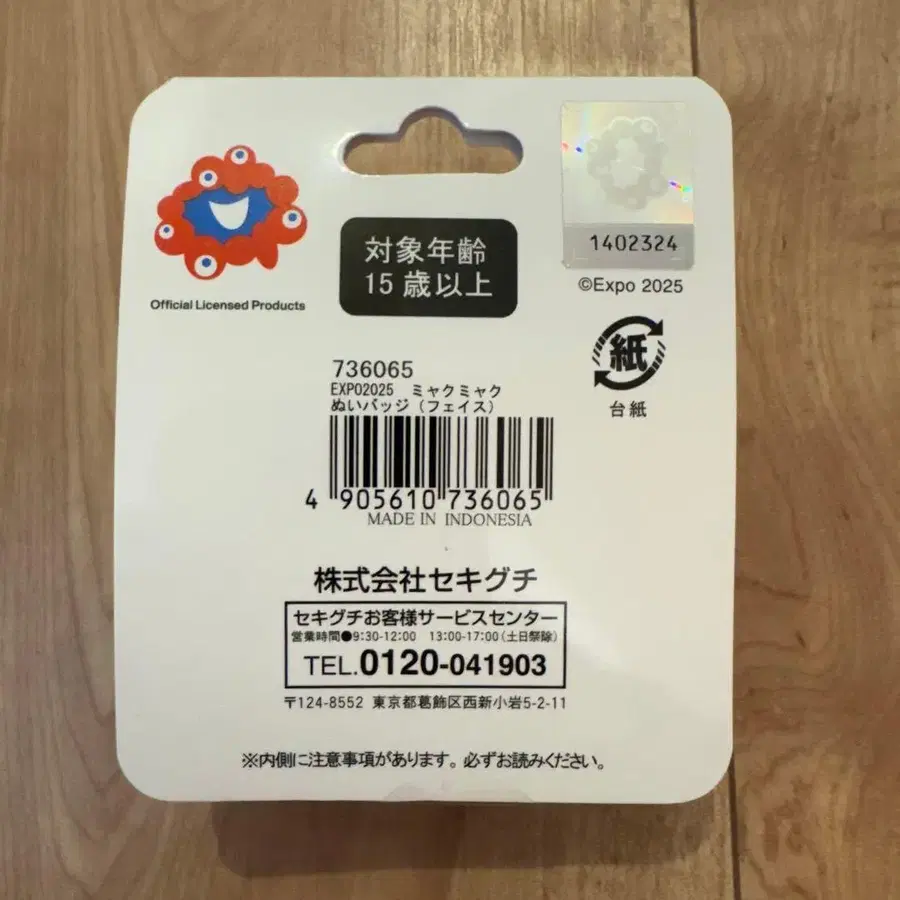 Official Licensed Products
対象年齢
15歳以上
1402324
©Expo 2025
紙
台紙
736065
EXPO2025 ミャクミャク
ぬいバッジ（フェイス）
4 905610 736065
MADE IN INDONESIA
株式会社セキグチ
セキグチお客様サービスセンター
営業時間●9:30-12:00 13:00-17:00（土日祭除）
TEL.0120-041903
〒124-8552 東京都葛飾区西新小岩5-2-11
※内側に注意事項があります。必ずお読みください。